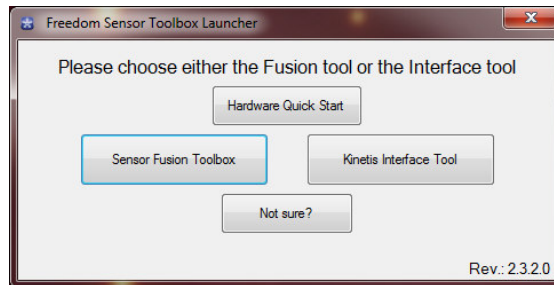 Freedom Sensor Toolbox Launcher
Please choose either the Fusion tool or the Interface tool
Hardware Quick Start
Sensor Fusion Toolbox
Kinetis Interface Tool
Not sure?
Rev.: 2.3.2.0